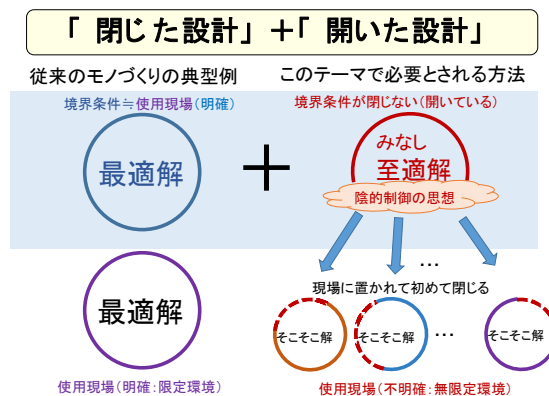 「 閉じた設計」 ＋「 開いた設計」
従来のモノづくりの典型例
境界条件≒使用現場(明確)
最適解
＋
このテーマで必要とされる方法
境界条件が閉じない(開いている)
みなし
至適解
陰的制御の思想
…
現場に置かれて初めて閉じる
最適解
そこそこ解
そこそこ解
…
そこそこ解
使用現場(明確:限定環境)
使用現場(不明確:無限定環境)